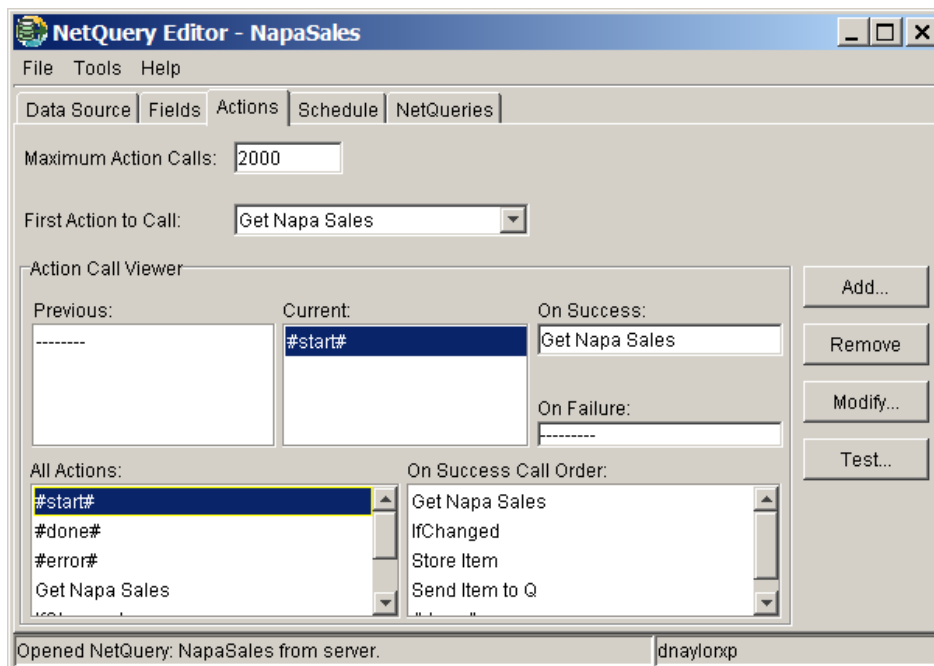 NetQuery Editor - NapaSales
File Tools Help
Data Source Fields Actions Schedule NetQueries
Maximum Action Calls: 2000
First Action to Call: Get Napa Sales
Action Call Viewer
Previous: Current: On Success:
-------- #start# Get Napa Sales
On Failure:
---------
All Actions: On Success Call Order:
#start# Get Napa Sales
#done# IfChanged
#error# Store Item
Get Napa Sales Send Item to Q
Add...
Remove
Modify...
Test...
Opened NetQuery: NapaSales from server. dnaylorxp